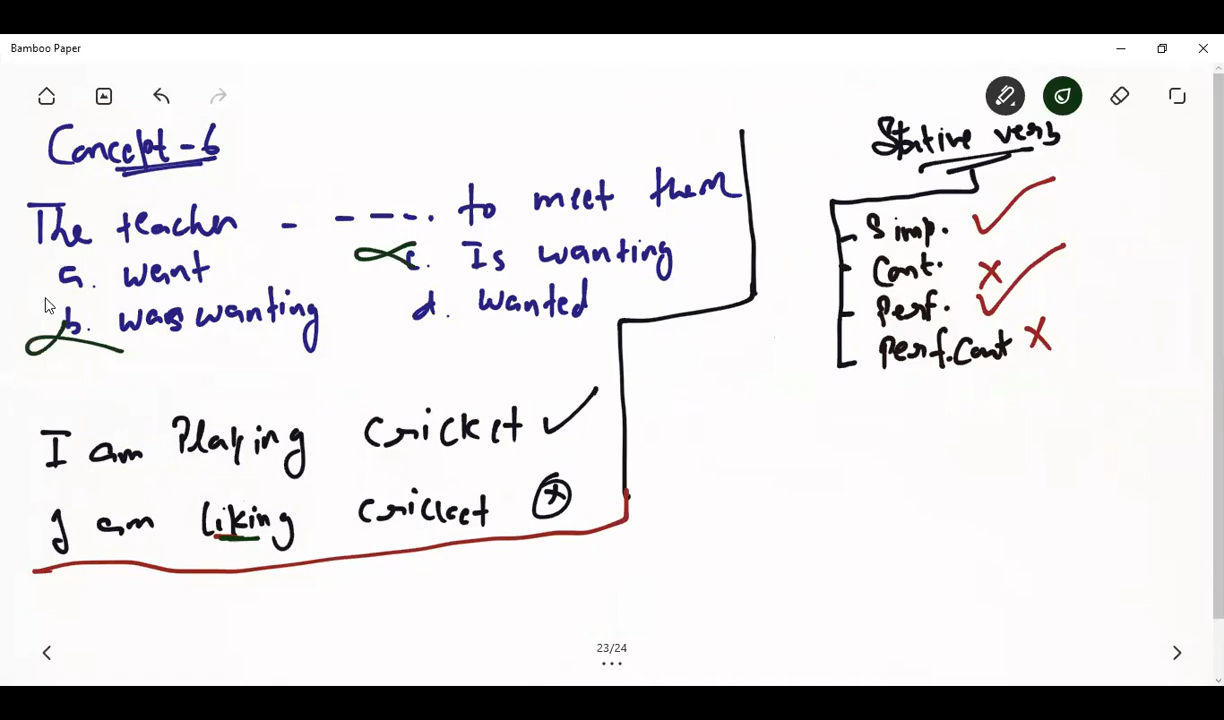 Bamboo Paper
Concept - 6
The teacher - - - - - . to meet them
a. want
c. Is wanting
b. was wanting
d. wanted
I am Playing cricket ✓
I am liking cricket x
Stative verb
Simp. ✓
Cont. x
Perf. ✓
Perf. Cont x
23/24